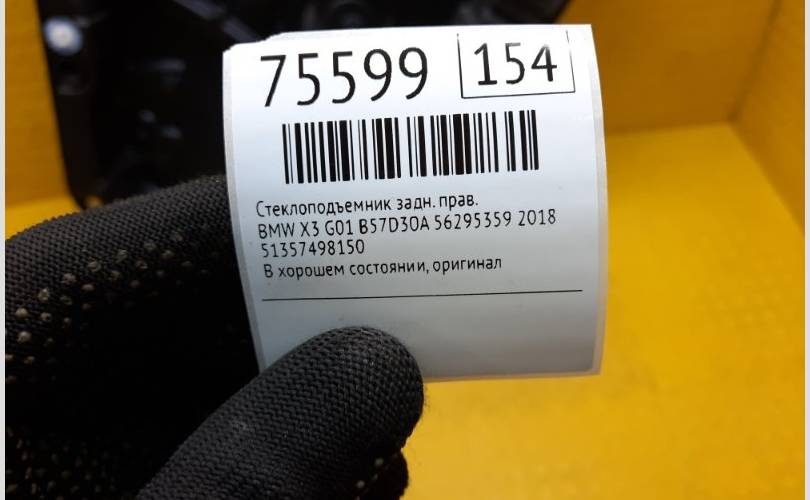 75599 154
Стеклоподъемник задн. прав.
BMW X3 G01 B57D30A 56295359 2018
51357498150
В хорошем состоянии, оригинал